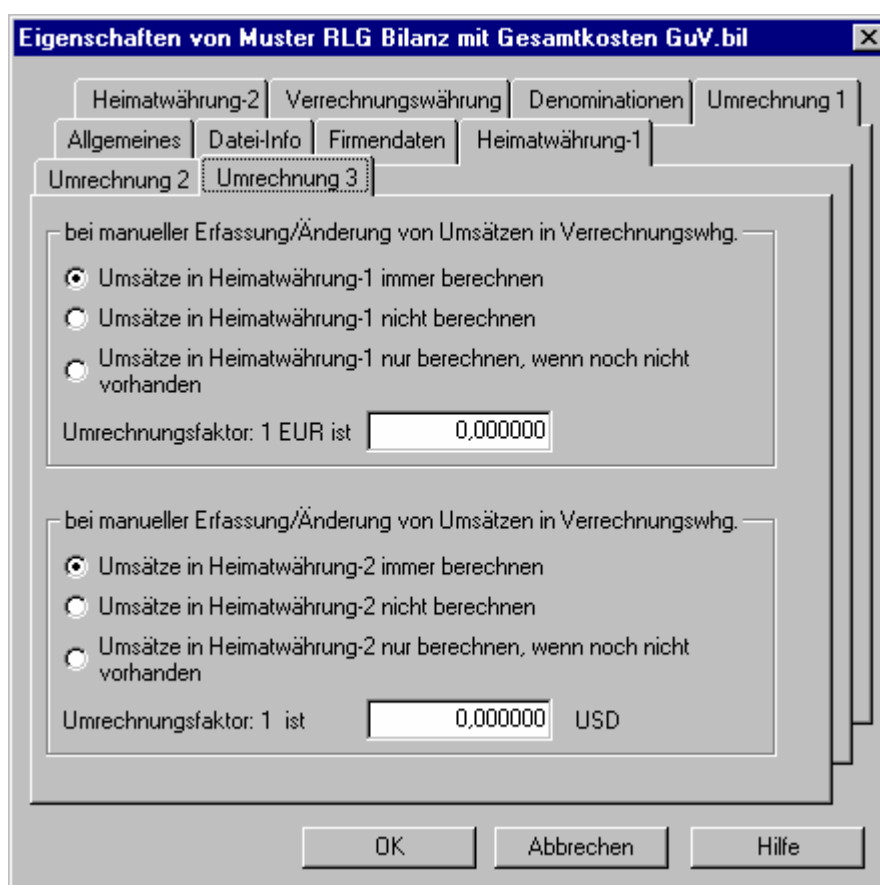 Eigenschaften von Muster RLG Bilanz mit Gesamtkosten GuV.bil
Heimatwährung-2 Verrechnungswährung Denominationen Umrechnung 1
Allgemeines Datei-Info Firmendaten Heimatwährung-1
Umrechnung 2 Umrechnung 3
bei manueller Erfassung/Änderung von Umsätzen in Verrechnungswhg.
Umsätze in Heimatwährung-1 immer berechnen
Umsätze in Heimatwährung-1 nicht berechnen
Umsätze in Heimatwährung-1 nur berechnen, wenn noch nicht
vorhanden
Umrechnungsfaktor: 1 EUR ist 0,000000
bei manueller Erfassung/Änderung von Umsätzen in Verrechnungswhg.
Umsätze in Heimatwährung-2 immer berechnen
Umsätze in Heimatwährung-2 nicht berechnen
Umsätze in Heimatwährung-2 nur berechnen, wenn noch nicht
vorhanden
Umrechnungsfaktor: 1 ist 0,000000 USD
OK Abbrechen Hilfe